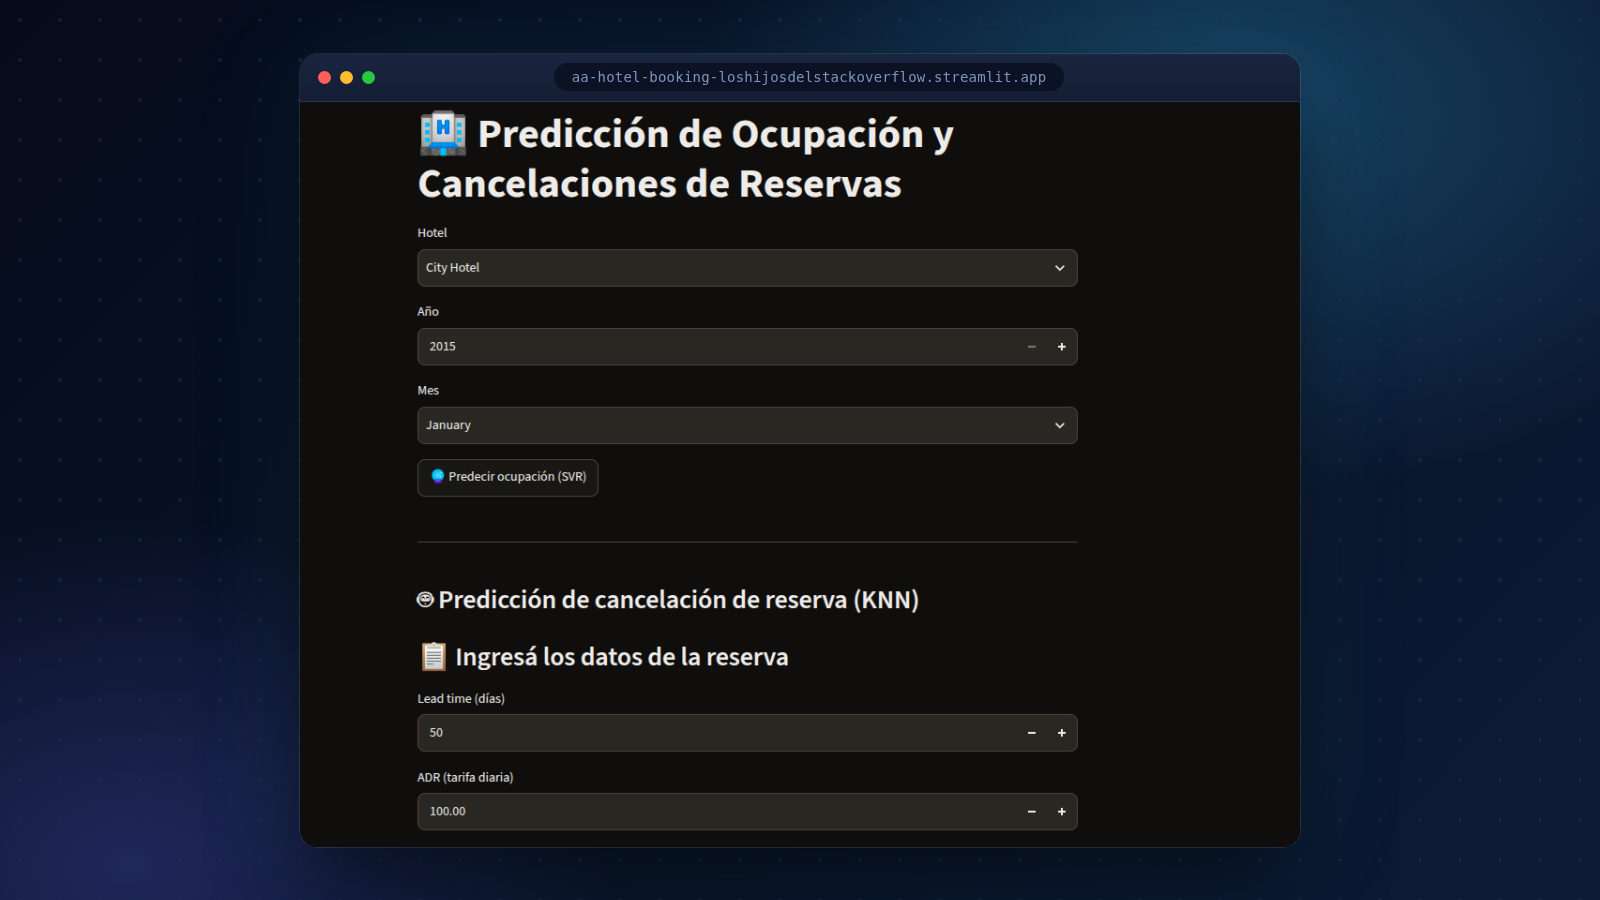 aa-hotel-booking-loshijosdelstackoverflow.streamlit.app
H Predicción de Ocupación y
Cancelaciones de Reservas
Hotel
City Hotel
Año
2015
− +
Mes
January
Predecir ocupación (SVR)
Predicción de cancelación de reserva (KNN)
Ingresá los datos de la reserva
Lead time (días)
50
− +
ADR (tarifa diaria)
100.00
− +